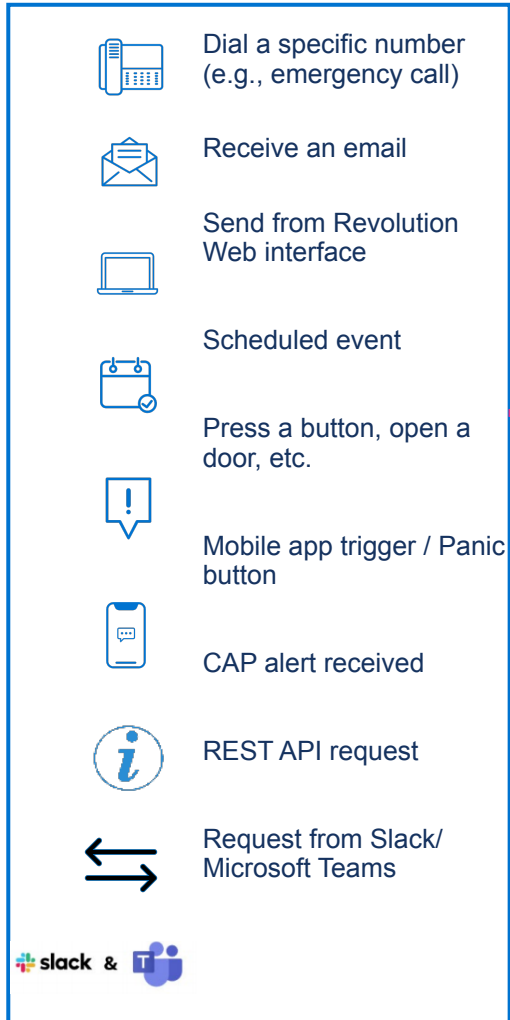 Dial a specific number
(e.g., emergency call)
Receive an email
Send from Revolution
Web interface
Scheduled event
Press a button, open a
door, etc.
!
Mobile app trigger / Panic
button
CAP alert received
i
REST API request
Request from Slack/
Microsoft Teams
slack &
T